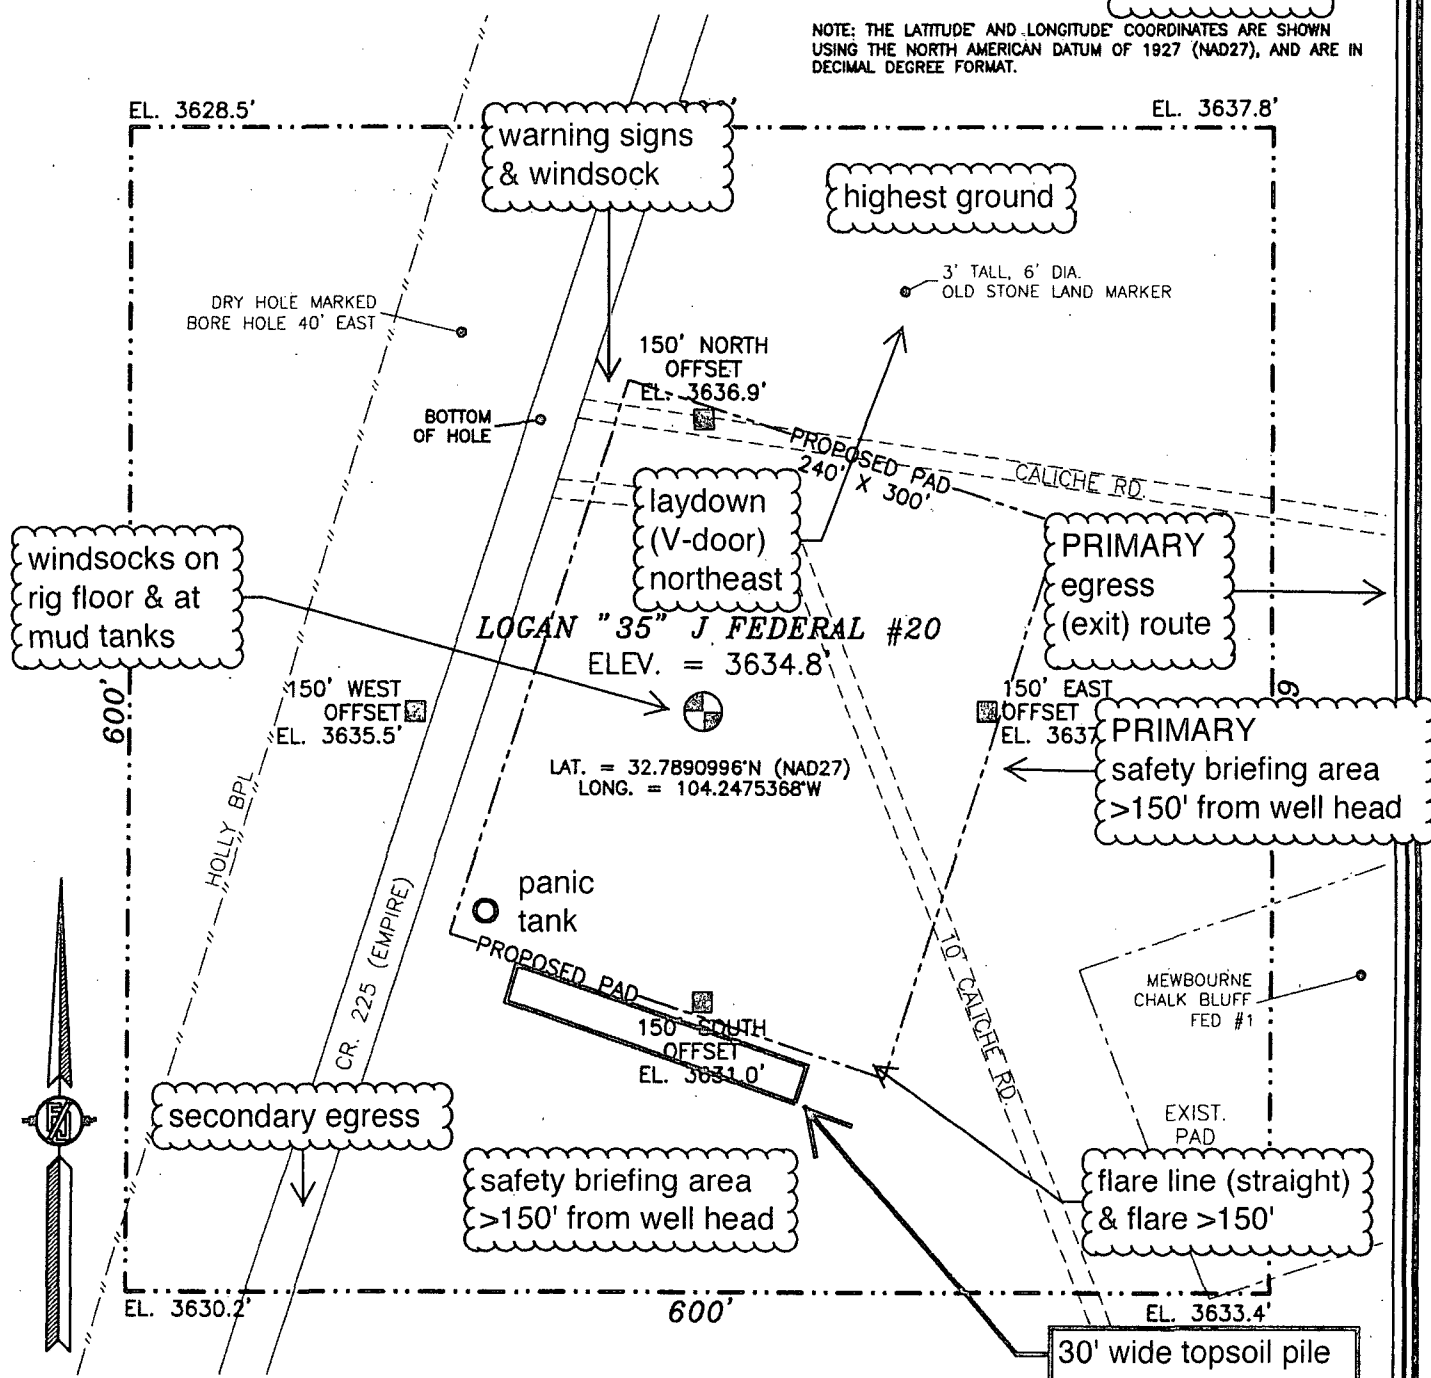 NOTE: THE LATITUDE AND LONGITUDE COORDINATES ARE SHOWN
USING THE NORTH AMERICAN DATUM OF 1927 (NAD27), AND ARE IN
DECIMAL DEGREE FORMAT.
EL. 3628.5'
EL. 3637.8'
warning signs
& windsock
highest ground
3' TALL, 6' DIA.
OLD STONE LAND MARKER
DRY HOLE MARKED
BORE HOLE 40' EAST
150' NORTH
OFFSET
EL. 3636.9'
BOTTOM
OF HOLE
PROPOSED PAD
240' X 300'
CALICHE RD.
laydown
(V-door)
northeast
PRIMARY
egress
(exit) route
windsocks on
rig floor & at
mud tanks
LOGAN "35" J FEDERAL #20
ELEV. = 3634.8'
600'
150' WEST
OFFSET
EL. 3635.5'
150' EAST
OFFSET
EL. 3637
PRIMARY
safety briefing area
>150' from well head
LAT. = 32.7890996°N (NAD27)
LONG. = 104.2475368°W
HOLLY BPL
CR. 225 (EMPIRE)
panic
tank
PROPOSED PAD
10' CALICHE RD.
MEWBOURNE
CHALK BLUFF
FED #1
150' SOUTH
OFFSET
EL. 3631.0'
secondary egress
EXIST.
PAD
safety briefing area
>150' from well head
flare line (straight)
& flare >150'
EL. 3630.2'
600'
EL. 3633.4'
30' wide topsoil pile